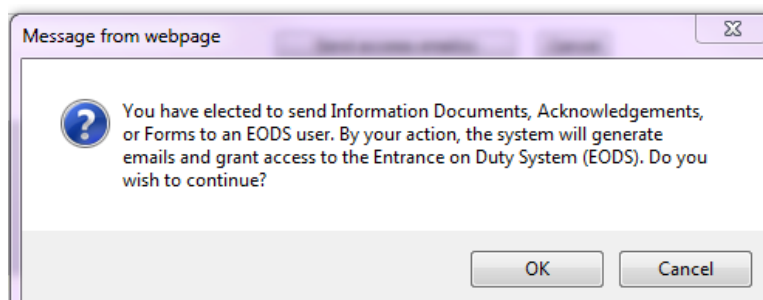 Message from webpage
You have elected to send Information Documents, Acknowledgements,
or Forms to an EODS user. By your action, the system will generate
emails and grant access to the Entrance on Duty System (EODS). Do you
wish to continue?
OK Cancel